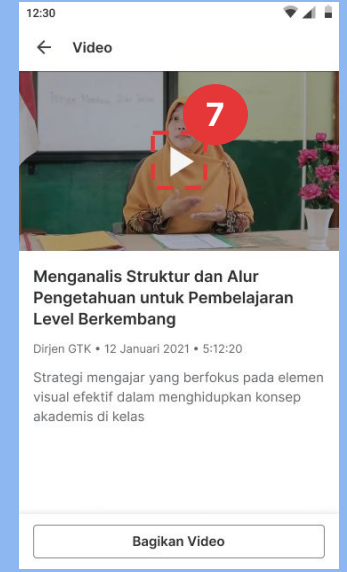 12:30
Video
7
Menganalis Struktur dan Alur
Pengetahuan untuk Pembelajaran
Level Berkembang
Dirjen GTK • 12 Januari 2021 • 5:12:20
Strategi mengajar yang berfokus pada elemen
visual efektif dalam menghidupkan konsep
akademis di kelas
Bagikan Video